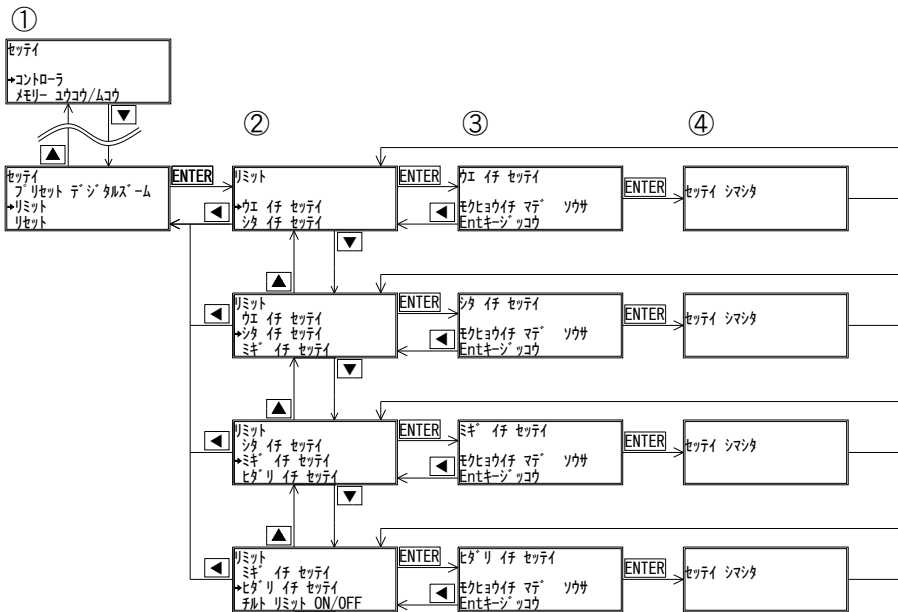 ①
セッテイ
→コントローラ
メモリー ユウコウ/ムコウ
▼
▲
② ③ ④
セッテイ
プリセット デジタルズーム
→リミット
リセット
ENTER
◀
リミット
→ウエ イチ セッテイ
シタ イチ セッテイ
ENTER
◀
ウエ イチ セッテイ
モクヒョウイチ マデ ソウサ
Entキージッコウ
ENTER
セッテイ シマシタ
▲ ▼
◀
リミット
ウエ イチ セッテイ
→シタ イチ セッテイ
ミギ イチ セッテイ
ENTER
◀
シタ イチ セッテイ
モクヒョウイチ マデ ソウサ
Entキージッコウ
ENTER
セッテイ シマシタ
▲ ▼
◀
リミット
シタ イチ セッテイ
→ミギ イチ セッテイ
ヒダリ イチ セッテイ
ENTER
◀
ミギ イチ セッテイ
モクヒョウイチ マデ ソウサ
Entキージッコウ
ENTER
セッテイ シマシタ
▲ ▼
◀
リミット
ミギ イチ セッテイ
→ヒダリ イチ セッテイ
チルト リミット ON/OFF
ENTER
◀
ヒダリ イチ セッテイ
モクヒョウイチ マデ ソウサ
Entキージッコウ
ENTER
セッテイ シマシタ